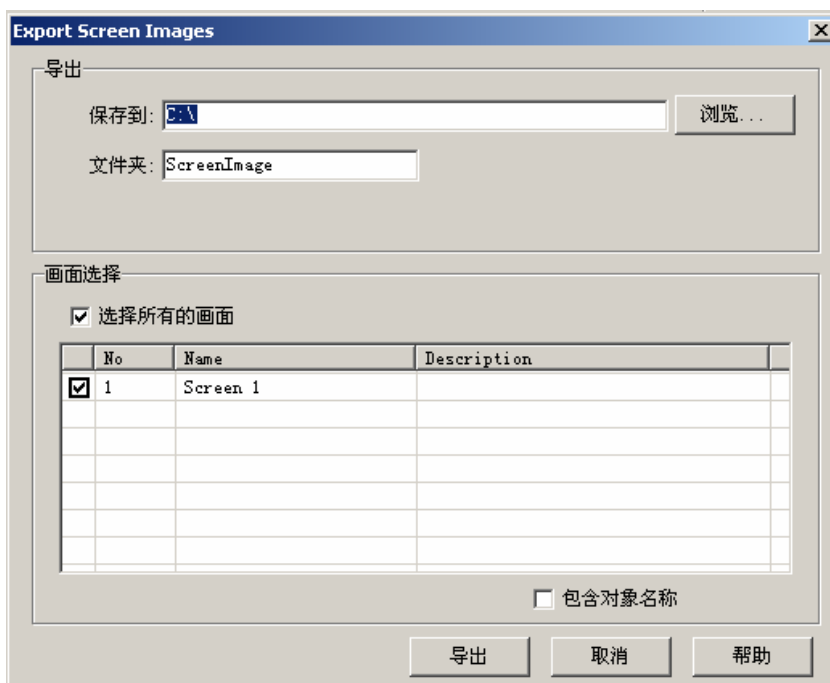 Export Screen Images
导出
保存到: C:\ 浏览...
文件夹: ScreenImage
画面选择
选择所有的画面
No Name Description
1 Screen 1
包含对象名称
导出 取消 帮助